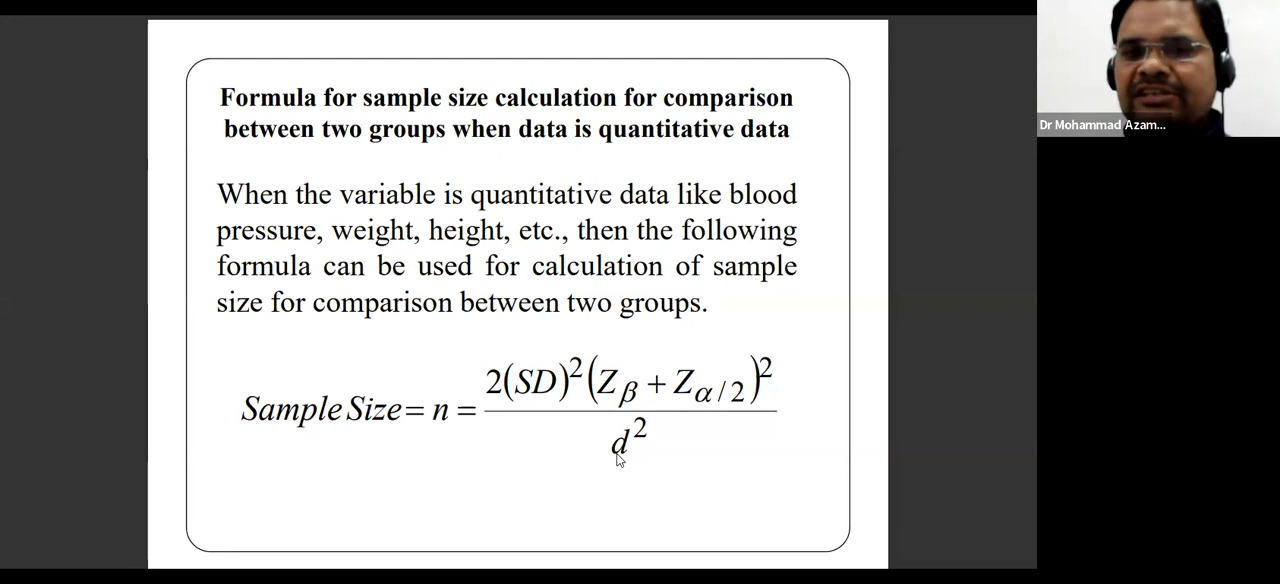 Formula for sample size calculation for comparison
between two groups when data is quantitative data
When the variable is quantitative data like blood
pressure, weight, height, etc., then the following
formula can be used for calculation of sample
size for comparison between two groups.
Sample Size = n = \frac{2(SD)^2 (Z_β + Z_{α/2})^2}{d^2}
Dr Mohammad Azam...